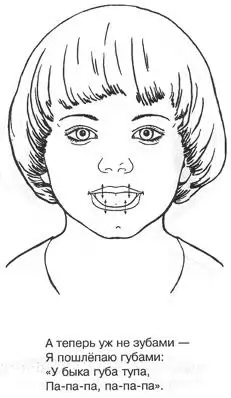 А теперь уж не зубами —
Я пошлёпаю губами:
«У быка губа тупа,
Па-па-па, па-па-па».